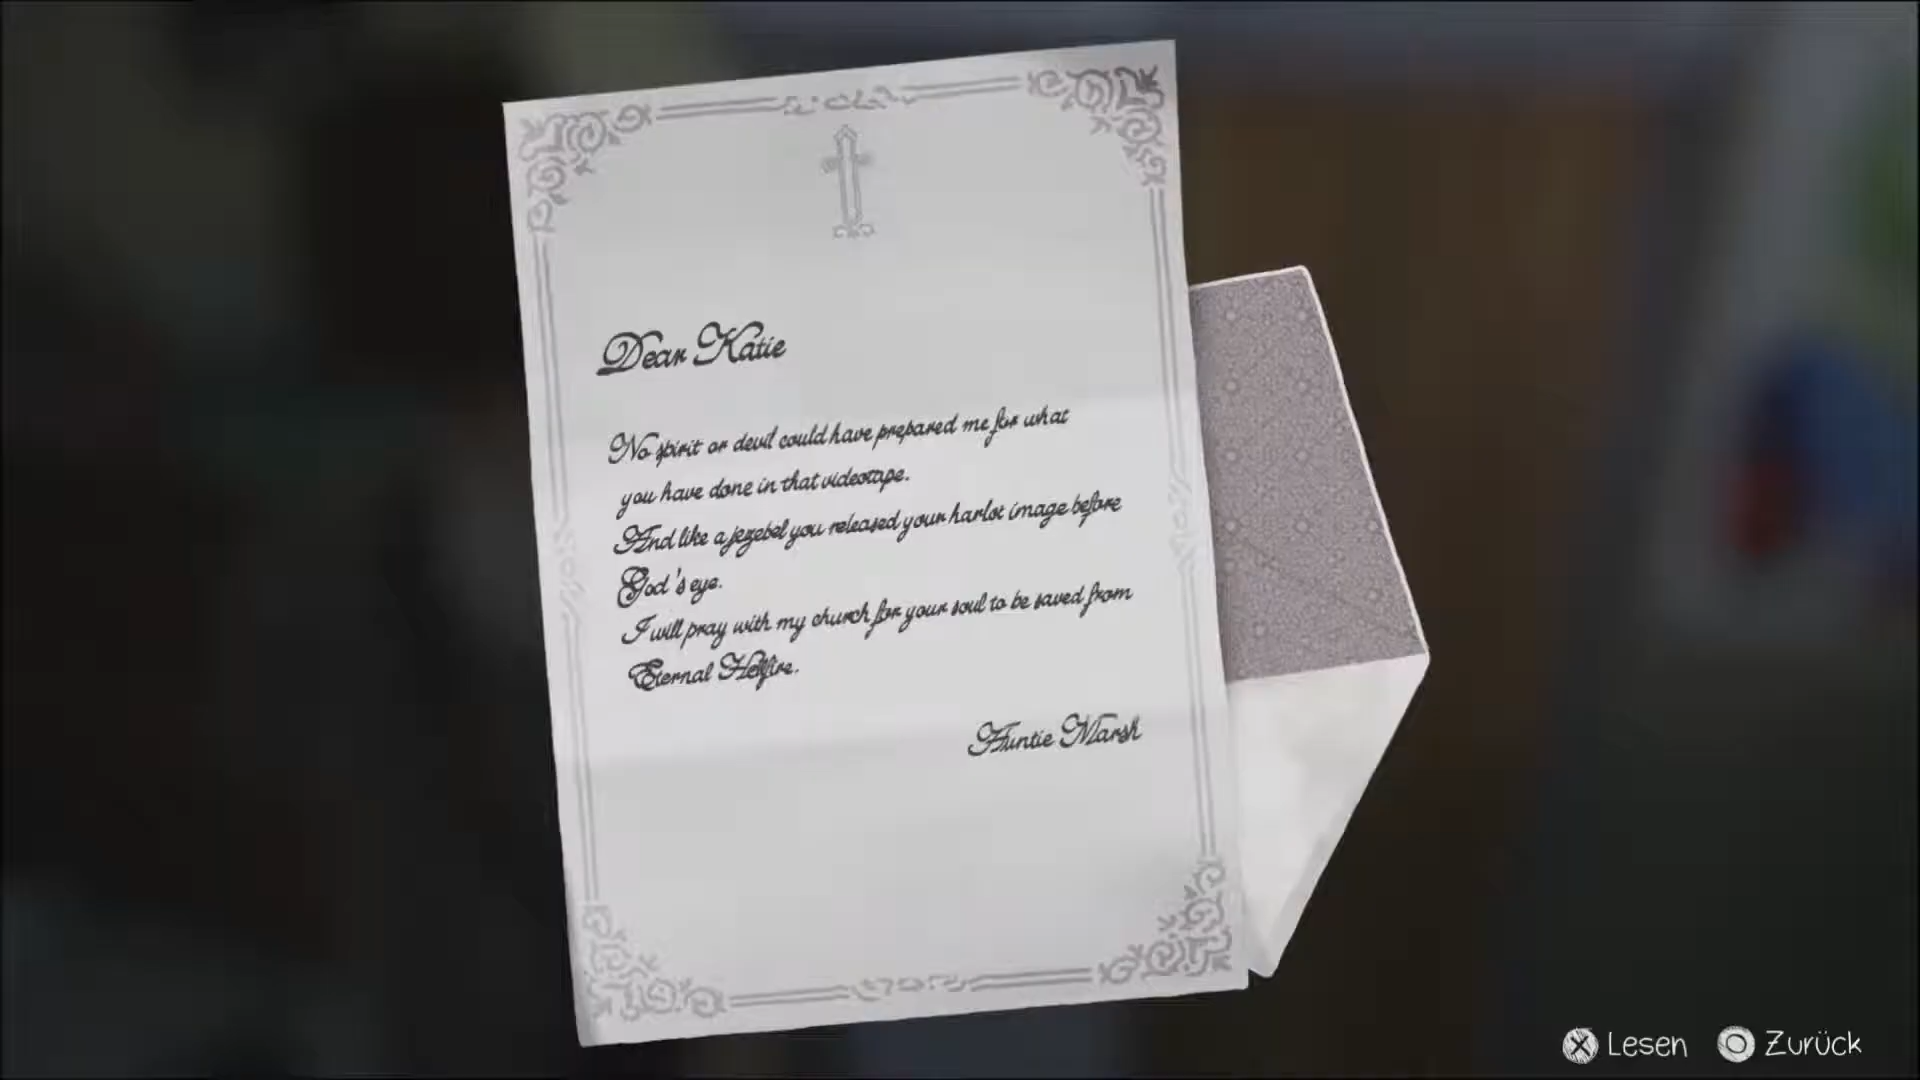 Dear Katie
No spirit or devil could have prepared me for what
you have done in that videotape.
And like a jezebel you released your harlot image before
God's eye.
I will pray with my church for your soul to be saved from
Eternal Hellfire.
Auntie Marsh
Lesen
Zurück